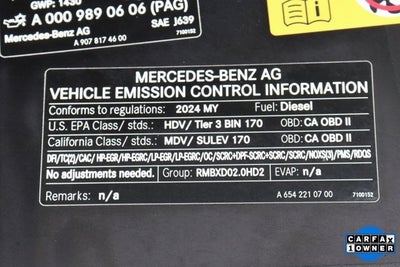 GWP: 1430
A 000 989 06 06 (PAG)
Mercedes-Benz AG
SAE J639
A 907 817 46 00
7100152
MERCEDES-BENZ AG
VEHICLE EMISSION CONTROL INFORMATION
Conforms to regulations: 2024 MY Fuel: Diesel
U.S. EPA Class/ stds.: HDV/ Tier 3 BIN 170 OBD: CA OBD II
California Class/ stds.: MDV/ SULEV 170 OBD: CA OBD II
DFI/TC(2)/CAC/ HP-EGR/HP-EGRC/LP-EGR/LP-EGRC/OC/SCRC+DPF-SCRC+SCRC/SCRC/NOXS(3)/PMS/RDQS
No adjustments needed. Group: RMBXD02.0HD2 EVAP: n/a
Remarks: n/a A 654 221 07 00 7100152
CARFAX
1 OWNER